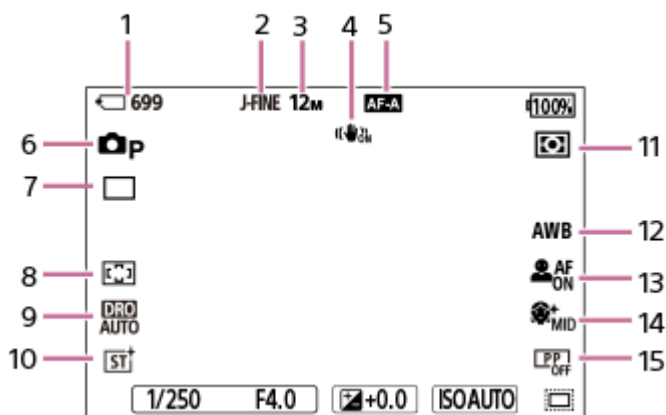 1 2 3 4 5
699 J-FINE 12M AF-A 100%
ON
6 P 11
7
AWB 12
8 AF ON 13
9 DRO AUTO MID 14
10 ST PP OFF 15
1/250 F4.0 +0.0 ISO AUTO